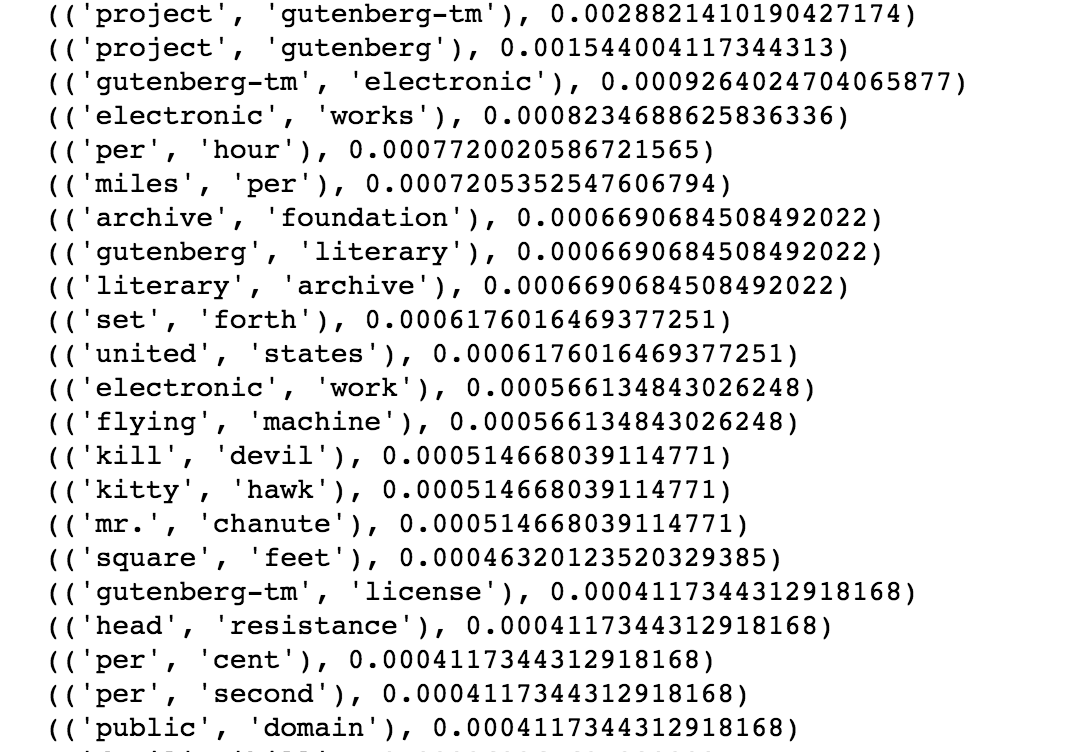 (('project', 'gutenberg-tm'), 0.0028821410190427174)
(('project', 'gutenberg'), 0.001544004117344313)
(('gutenberg-tm', 'electronic'), 0.0009264024704065877)
(('electronic', 'works'), 0.0008234688625836336)
(('per', 'hour'), 0.0007720020586721565)
(('miles', 'per'), 0.0007205352547606794)
(('archive', 'foundation'), 0.0006690684508492022)
(('gutenberg', 'literary'), 0.0006690684508492022)
(('literary', 'archive'), 0.0006690684508492022)
(('set', 'forth'), 0.0006176016469377251)
(('united', 'states'), 0.0006176016469377251)
(('electronic', 'work'), 0.000566134843026248)
(('flying', 'machine'), 0.000566134843026248)
(('kill', 'devil'), 0.000514668039114771)
(('kitty', 'hawk'), 0.000514668039114771)
(('mr.', 'chanute'), 0.000514668039114771)
(('square', 'feet'), 0.00046320123520329385)
(('gutenberg-tm', 'license'), 0.0004117344312918168)
(('head', 'resistance'), 0.0004117344312918168)
(('per', 'cent'), 0.0004117344312918168)
(('per', 'second'), 0.0004117344312918168)
(('public', 'domain'), 0.0004117344312918168)